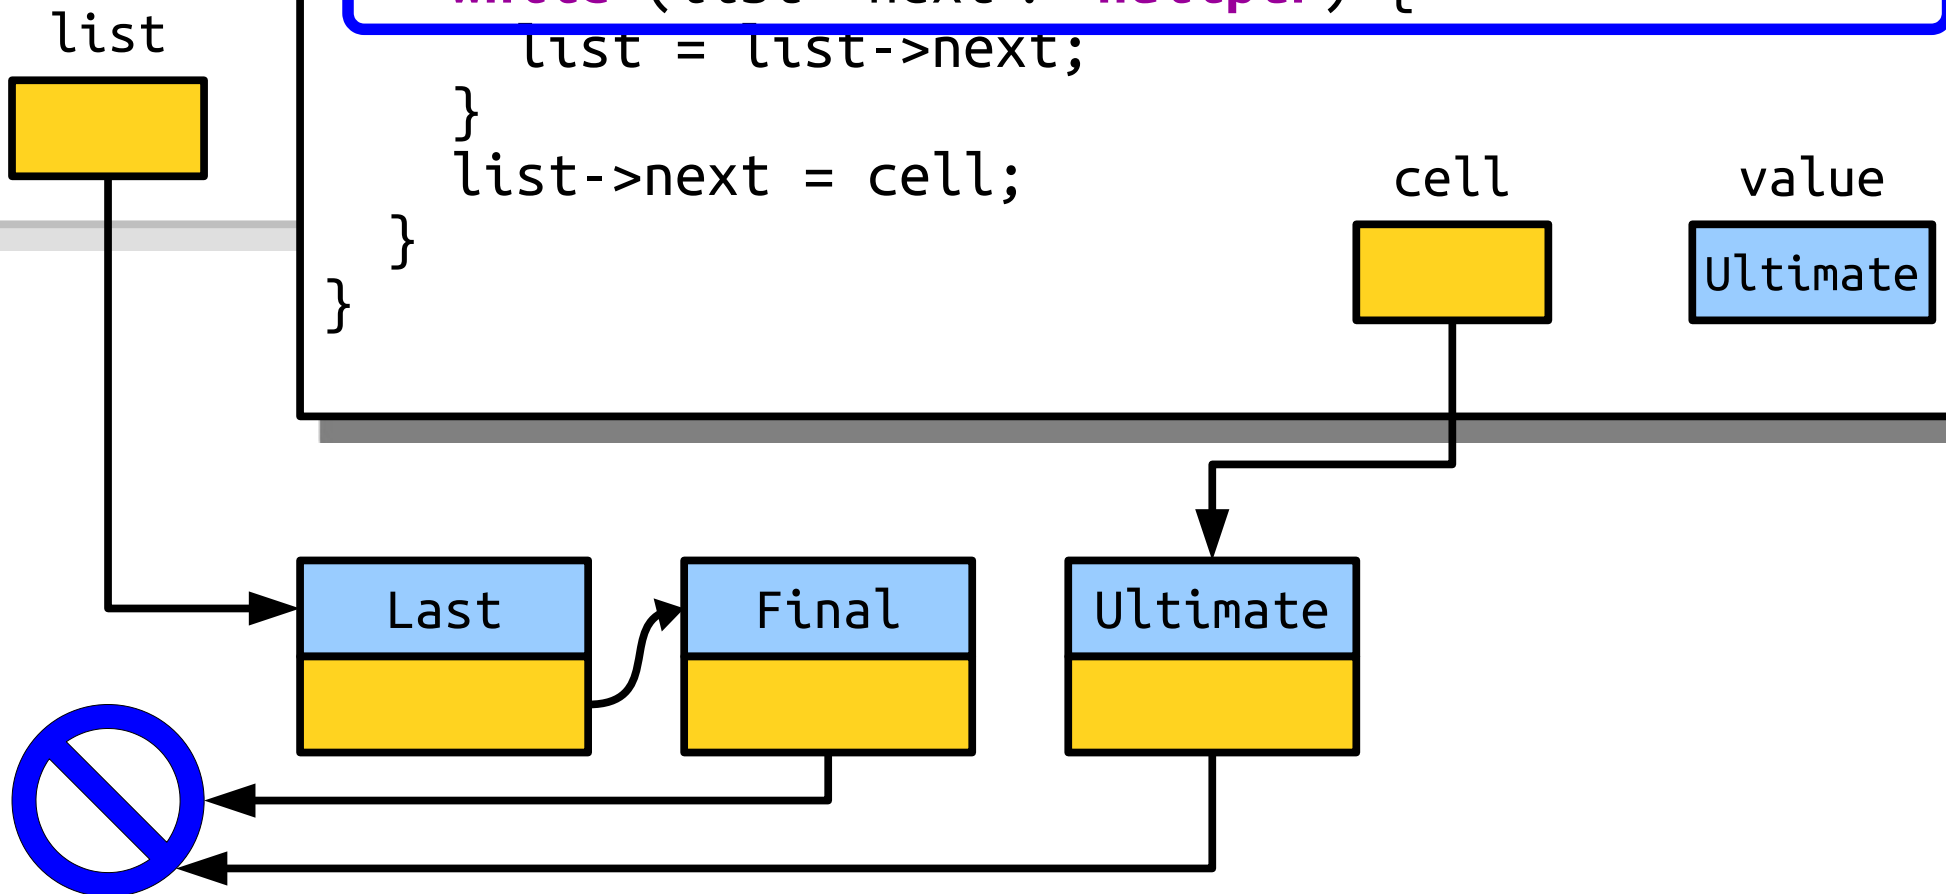 list
list = list->next;
}
list->next = cell;
}
}
cell
value
Ultimate
Last
Final
Ultimate